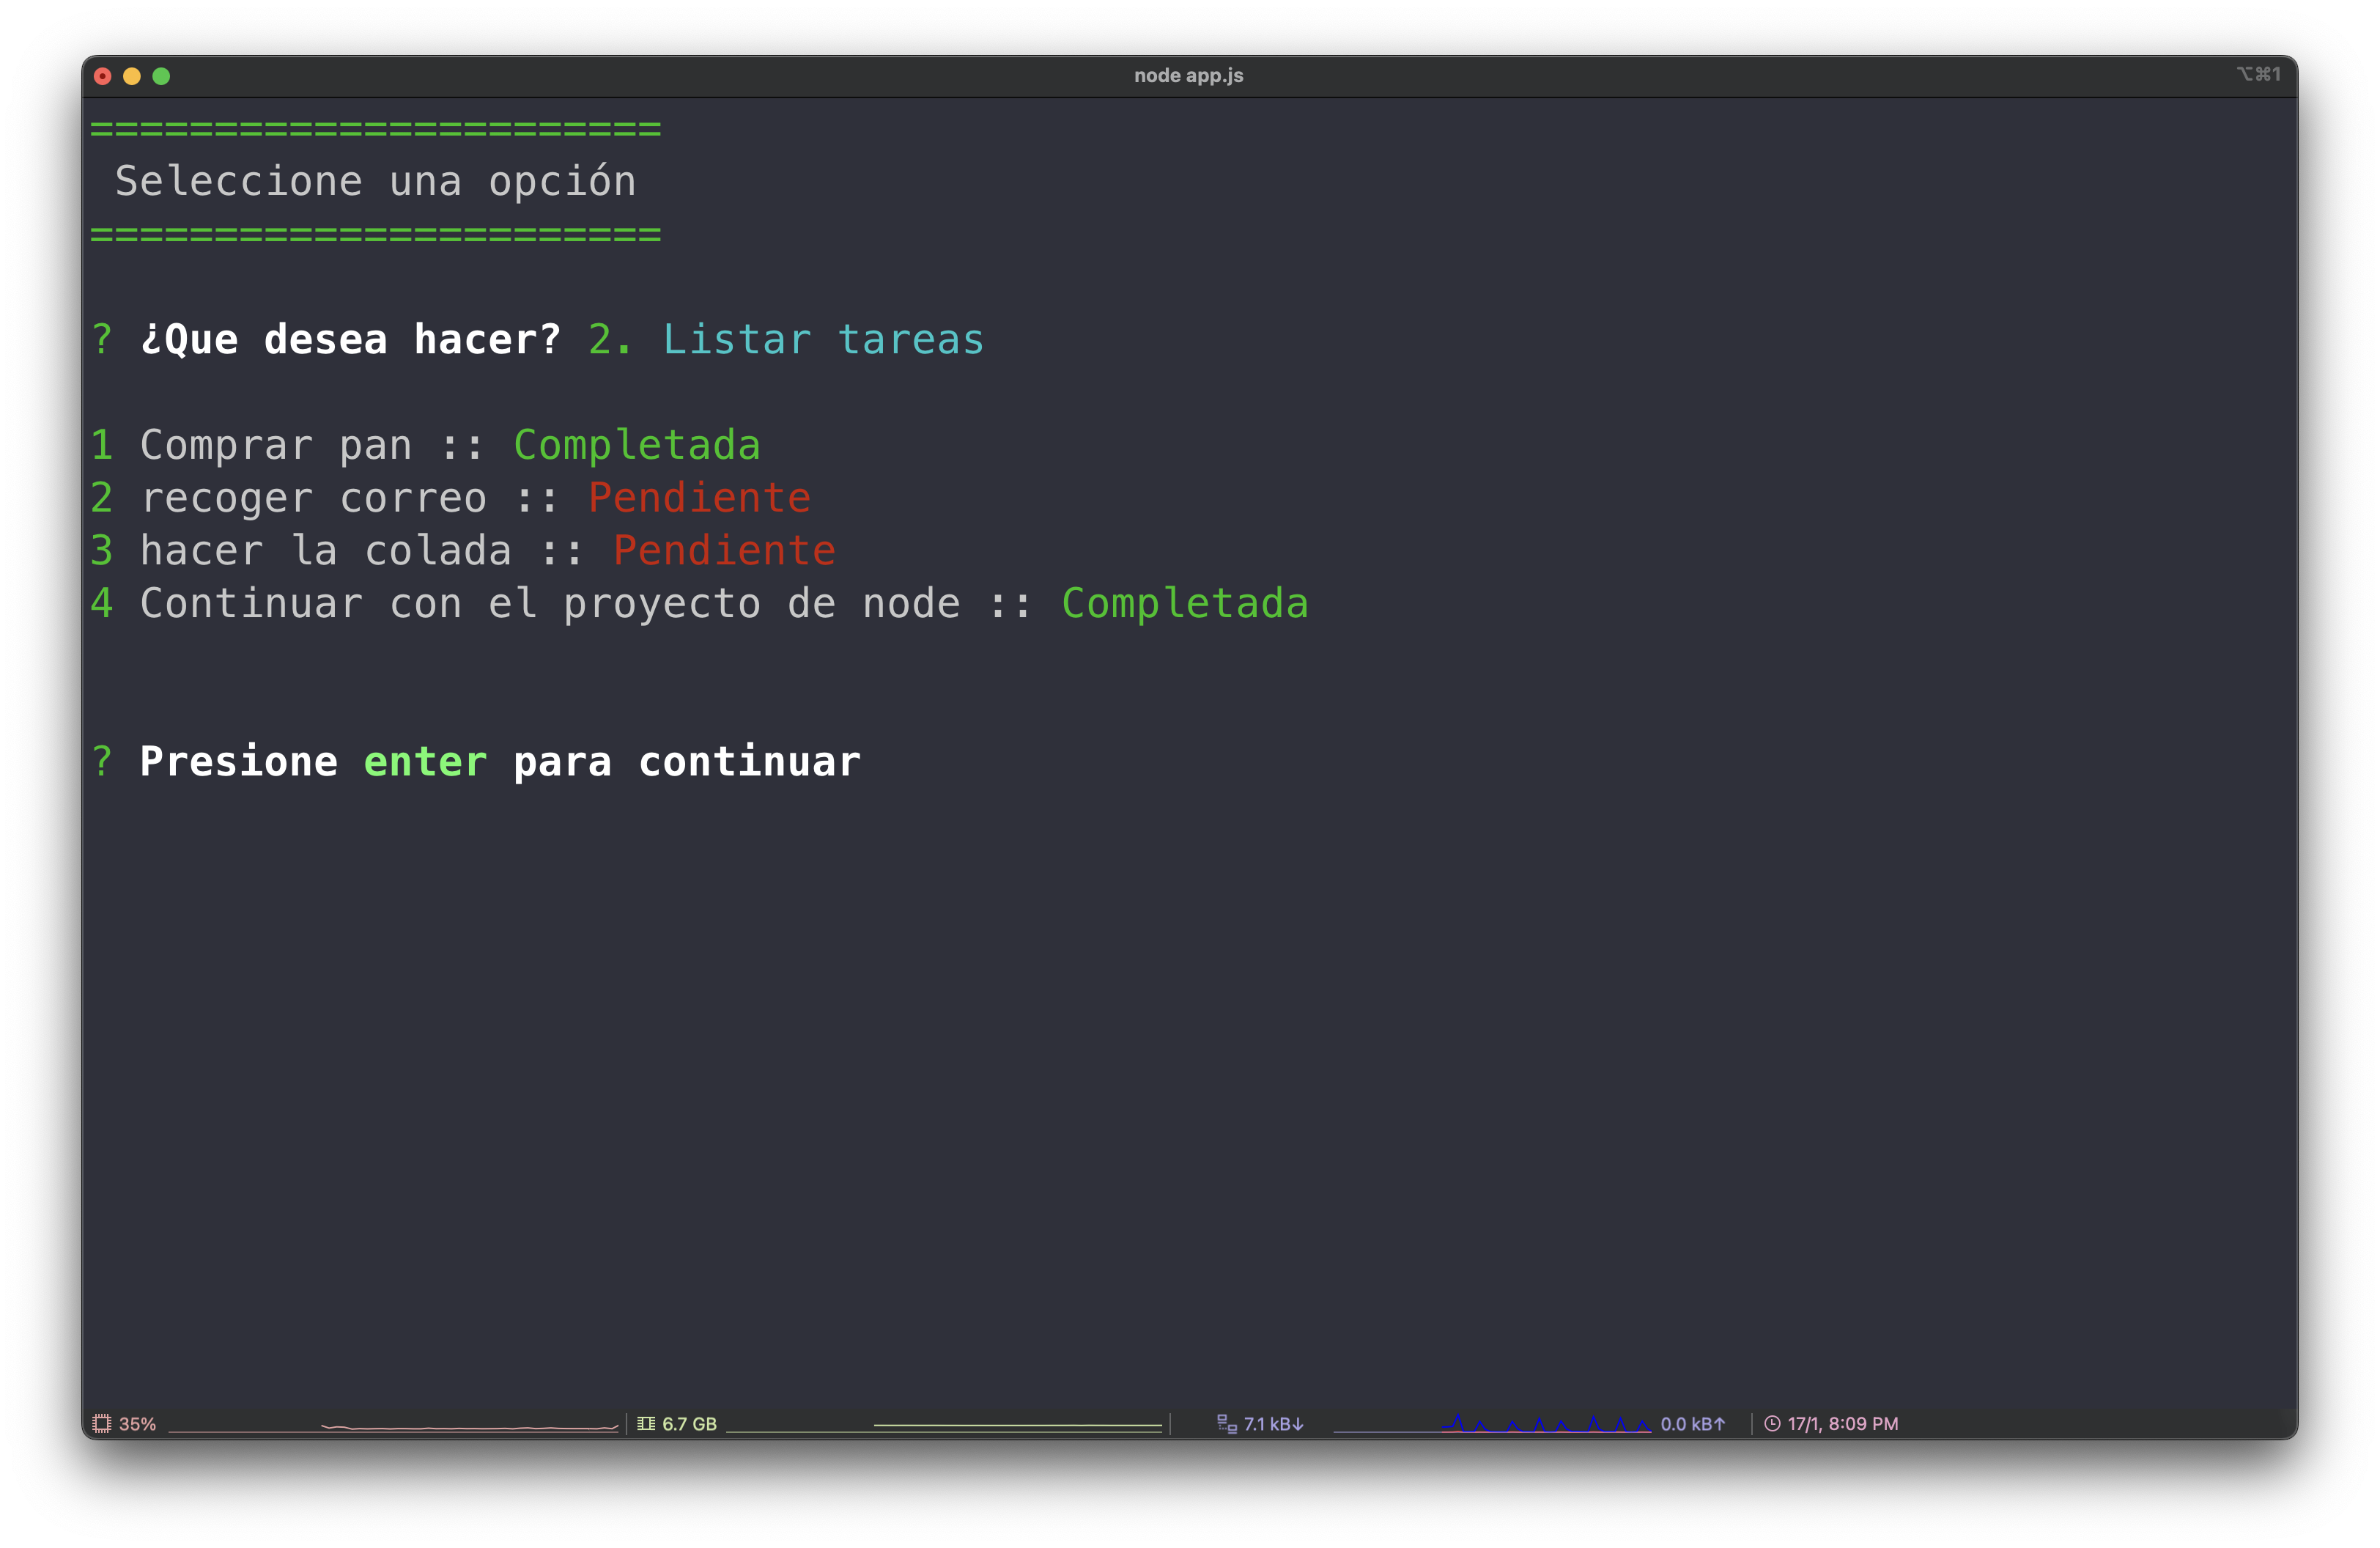 node app.js
⌥⌘1
=======================
Seleccione una opción
=======================
? ¿Que desea hacer? 2. Listar tareas
1 Comprar pan :: Completada
2 recoger correo :: Pendiente
3 hacer la colada :: Pendiente
4 Continuar con el proyecto de node :: Completada
? Presione enter para continuar
35% 6.7 GB 7.1 kB↓ 0.0 kB↑ 17/1, 8:09 PM